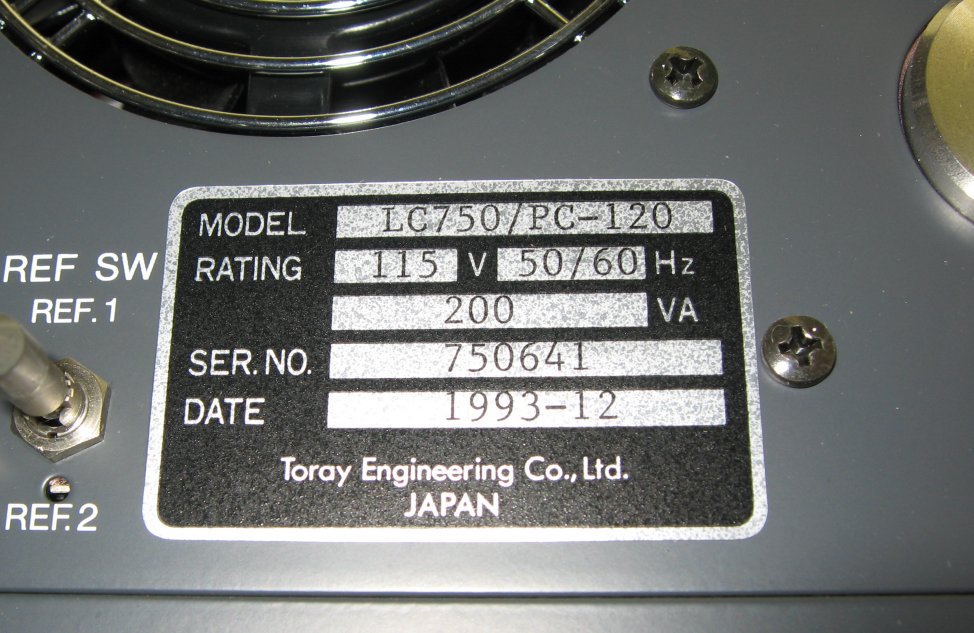 MODEL LC750/PC-120
RATING 115 V 50/60 Hz
200 VA
SER. NO. 750641
DATE 1993-12
Toray Engineering Co., Ltd.
JAPAN
REF SW
REF. 1
REF. 2